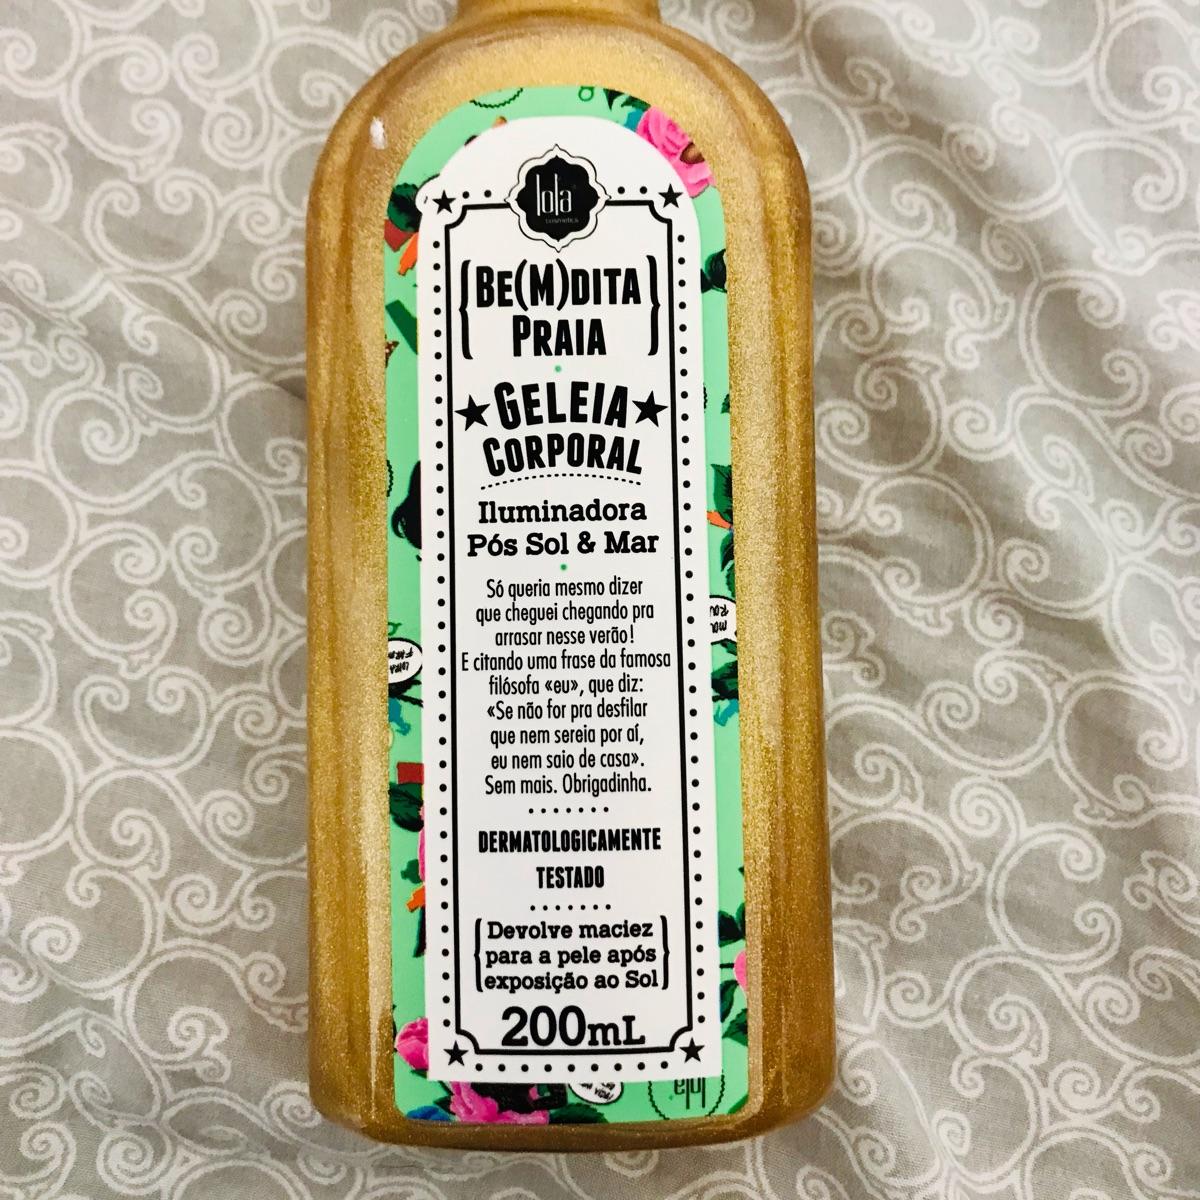 lola
cosmetics
BE(M)DITA
PRAIA
GELEIA
CORPORAL
Iluminadora
Pós Sol & Mar
Só queria mesmo dizer
que cheguei chegando pra
arrasar nesse verão!
E citando uma frase da famosa
filósofa «eu», que diz:
«Se não for pra desfilar
que nem sereia por aí,
eu nem saio de casa».
Sem mais. Obrigadinha.
DERMATOLOGICAMENTE
TESTADO
Devolve maciez
para a pele após
exposição ao Sol
200mL
lola